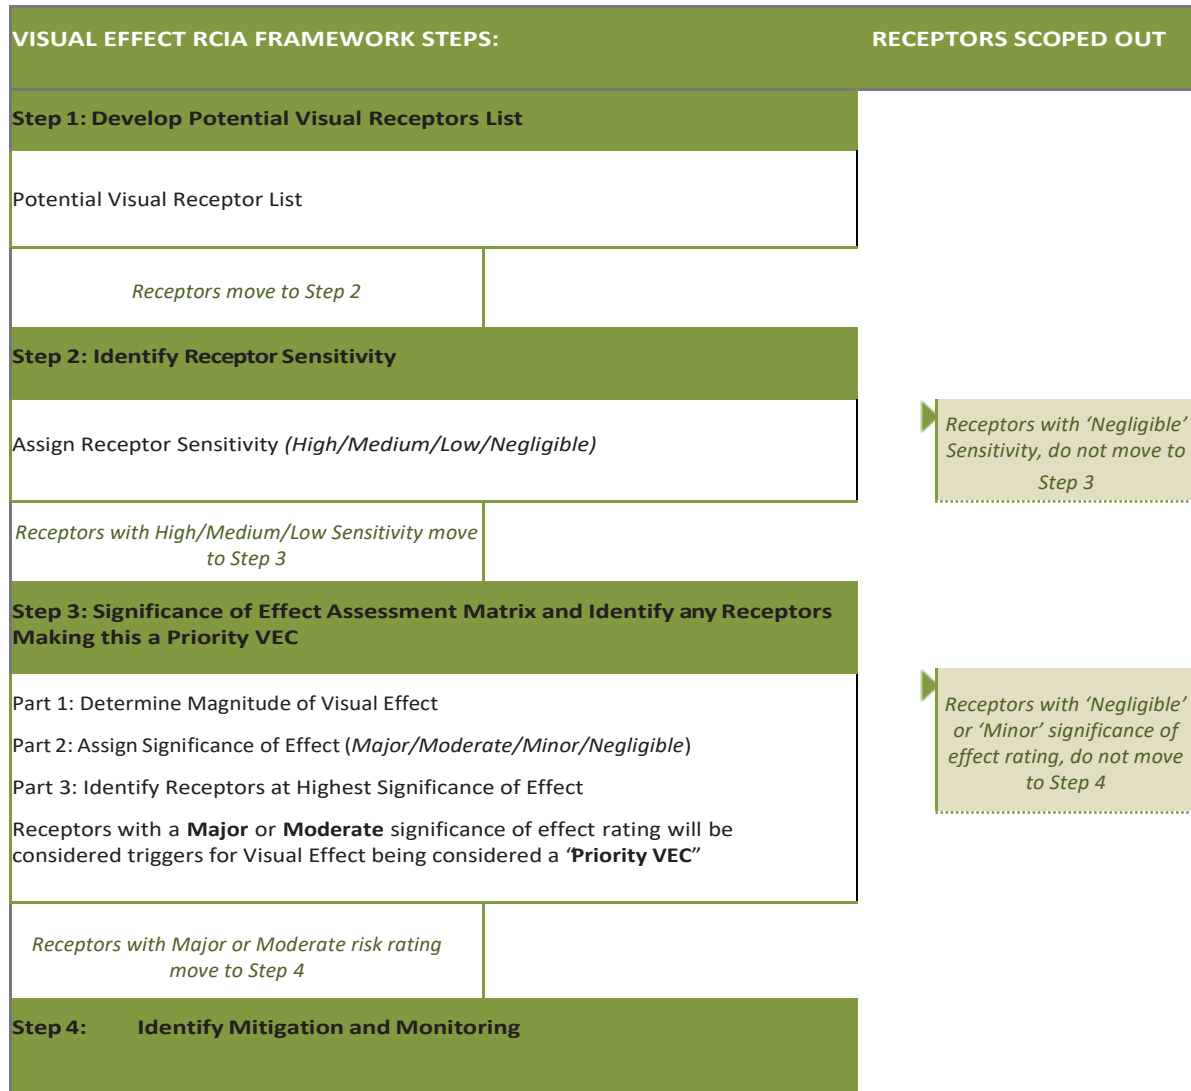 VISUAL EFFECT RCIA FRAMEWORK STEPS:
RECEPTORS SCOPED OUT
Step 1: Develop Potential Visual Receptors List
Potential Visual Receptor List
Receptors move to Step 2
Step 2: Identify Receptor Sensitivity
Assign Receptor Sensitivity (High/Medium/Low/Negligible)
Receptors with ‘Negligible’
Sensitivity, do not move to
Step 3
Receptors with High/Medium/Low Sensitivity move
to Step 3
Step 3: Significance of Effect Assessment Matrix and Identify any Receptors
Making this a Priority VEC
Part 1: Determine Magnitude of Visual Effect
Part 2: Assign Significance of Effect (Major/Moderate/Minor/Negligible)
Part 3: Identify Receptors at Highest Significance of Effect
Receptors with a Major or Moderate significance of effect rating will be
considered triggers for Visual Effect being considered a “Priority VEC”
Receptors with ‘Negligible’
or ‘Minor’ significance of
effect rating, do not move
to Step 4
Receptors with Major or Moderate risk rating
move to Step 4
Step 4: Identify Mitigation and Monitoring